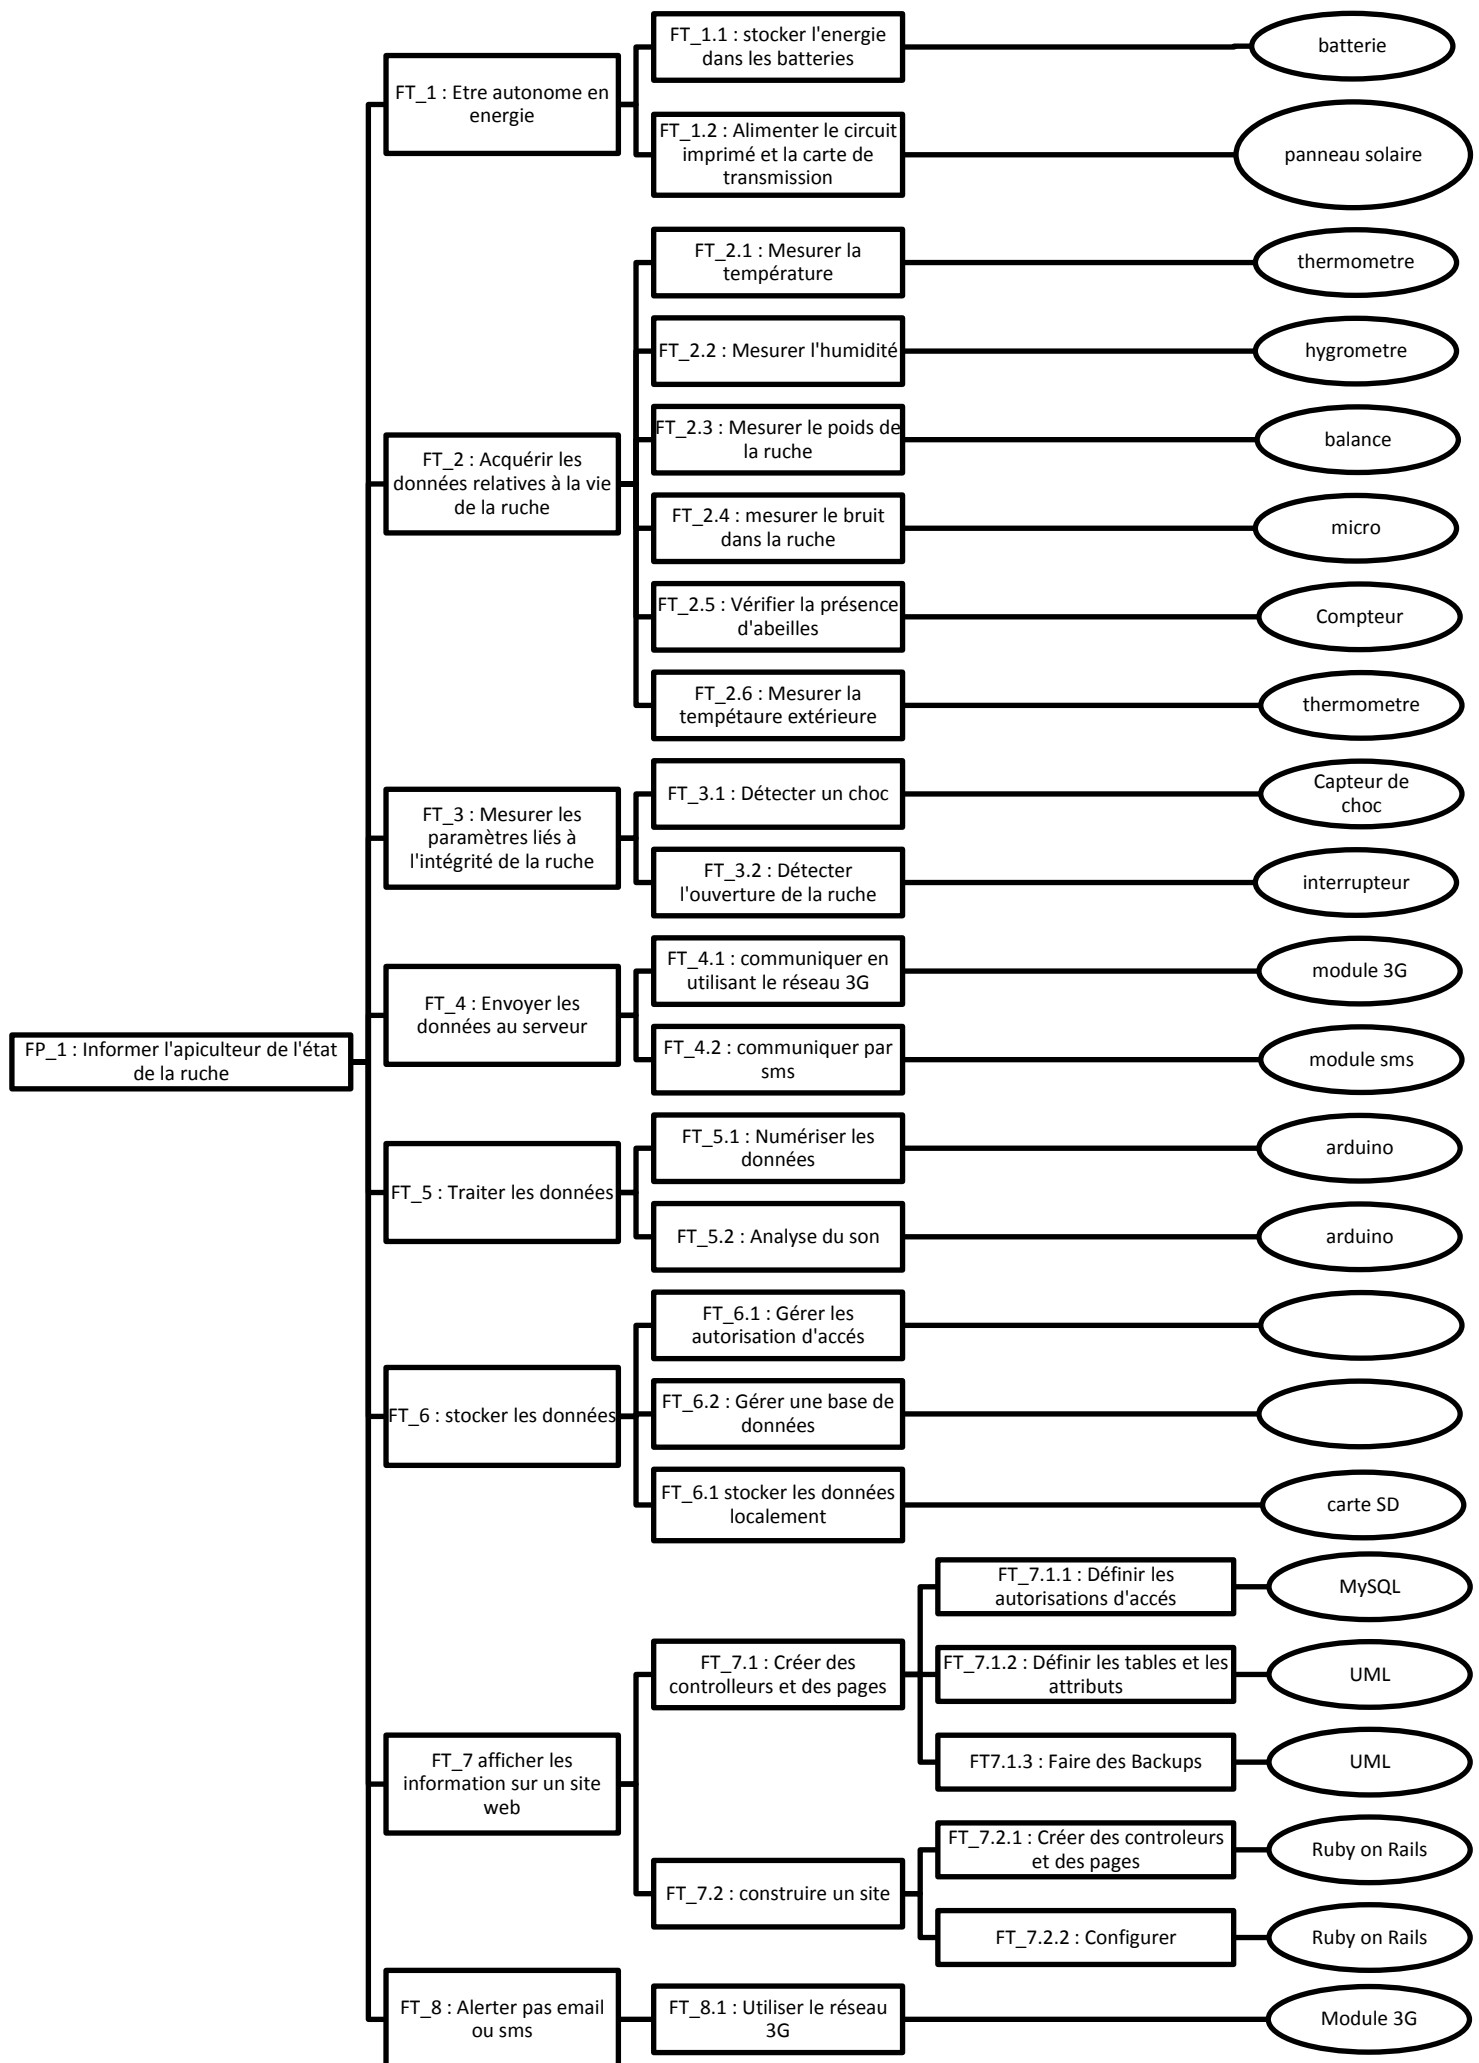 FT_1.1 : stocker l'energie
dans les batteries
batterie
FT_1 : Etre autonome en
energie
FT_1.2 : Alimenter le circuit
imprimé et la carte de
transmission
panneau solaire
FT_2.1 : Mesurer la
température
thermometre
FT_2.2 : Mesurer l'humidité
hygrometre
FT_2.3 : Mesurer le poids de
la ruche
balance
FT_2 : Acquérir les
données relatives à la vie
de la ruche
FT_2.4 : mesurer le bruit
dans la ruche
micro
FT_2.5 : Vérifier la présence
d'abeilles
Compteur
FT_2.6 : Mesurer la
tempétaure extérieure
thermometre
FT_3.1 : Détecter un choc
Capteur de
choc
FT_3 : Mesurer les
paramètres liés à
l'intégrité de la ruche
FT_3.2 : Détecter
l'ouverture de la ruche
interrupteur
FT_4.1 : communiquer en
utilisant le réseau 3G
module 3G
FT_4 : Envoyer les
données au serveur
FP_1 : Informer l'apiculteur de l'état
de la ruche
FT_4.2 : communiquer par
sms
module sms
FT_5.1 : Numériser les
données
arduino
FT_5 : Traiter les données
FT_5.2 : Analyse du son
arduino
FT_6.1 : Gérer les
autorisation d'accés
FT_6 : stocker les données
FT_6.2 : Gérer une base de
données
FT_6.1 stocker les données
localement
carte SD
FT_7.1.1 : Définir les
autorisations d'accés
MySQL
FT_7.1 : Créer des
controlleurs et des pages
FT_7.1.2 : Définir les tables et les
attributs
UML
FT_7 afficher les
information sur un site
web
FT7.1.3 : Faire des Backups
UML
FT_7.2.1 : Créer des controleurs
et des pages
Ruby on Rails
FT_7.2 : construire un site
FT_7.2.2 : Configurer
Ruby on Rails
FT_8 : Alerter pas email
ou sms
FT_8.1 : Utiliser le réseau
3G
Module 3G